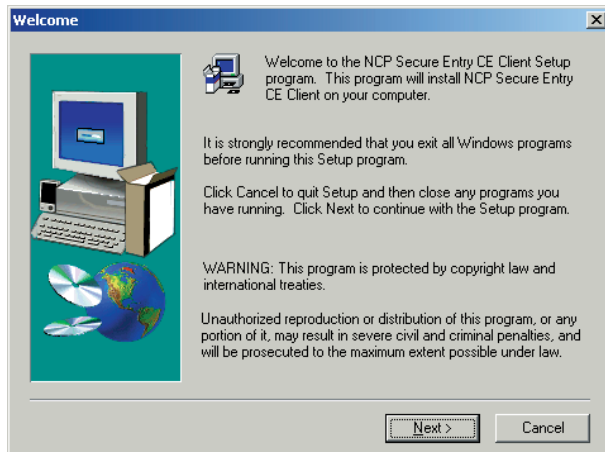 Welcome
Welcome to the NCP Secure Entry CE Client Setup
program. This program will install NCP Secure Entry
CE Client on your computer.
It is strongly recommended that you exit all Windows programs
before running this Setup program.
Click Cancel to quit Setup and then close any programs you
have running. Click Next to continue with the Setup program.
WARNING: This program is protected by copyright law and
international treaties.
Unauthorized reproduction or distribution of this program, or any
portion of it, may result in severe civil and criminal penalties, and
will be prosecuted to the maximum extent possible under law.
Next >
Cancel